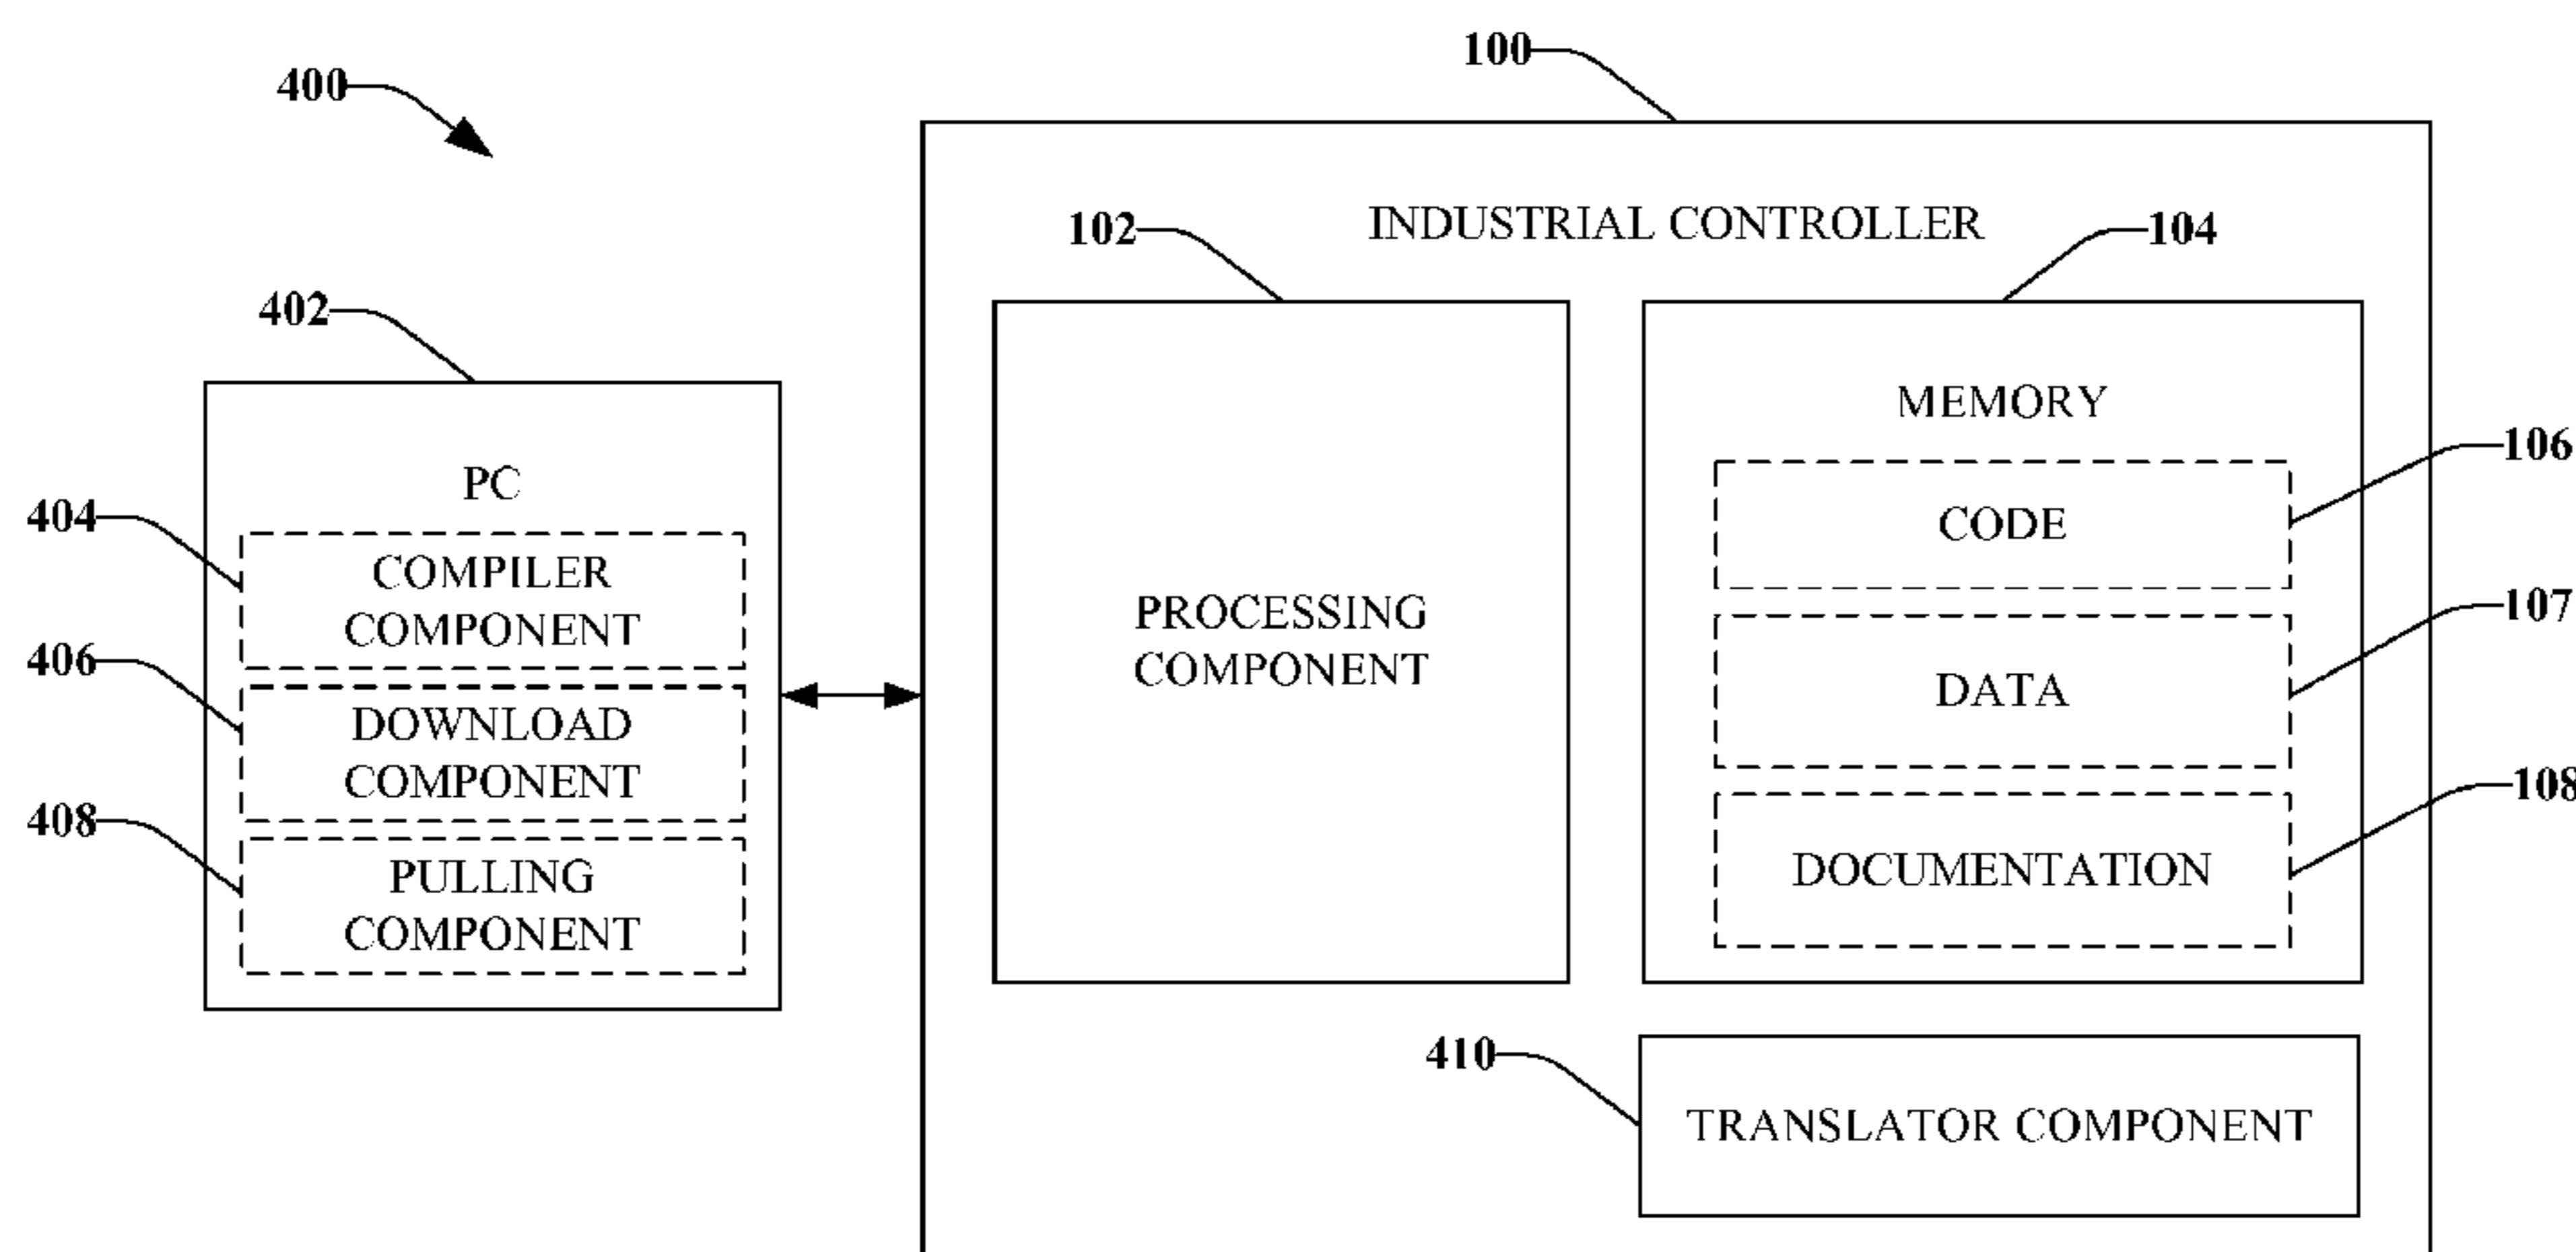 400
100
INDUSTRIAL CONTROLLER
102
104
402
PC
404
COMPILER
COMPONENT
406
DOWNLOAD
COMPONENT
408
PULLING
COMPONENT
PROCESSING
COMPONENT
MEMORY
CODE
106
DATA
107
DOCUMENTATION
108
410
TRANSLATOR COMPONENT